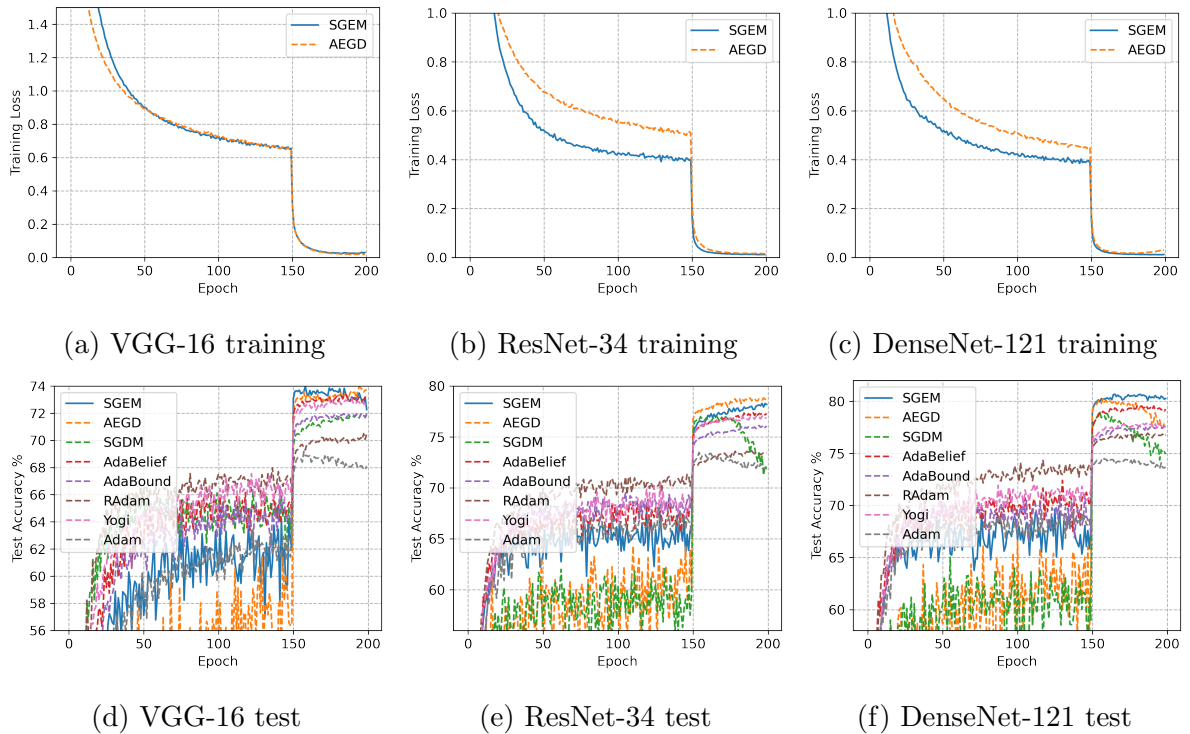 SGEM
AEGD
1.4
1.2
1.0
0.8
0.6
0.4
0.2
0.0
Training Loss
0 50 100 150 200
Epoch
(a) VGG-16 training
SGEM
AEGD
1.0
0.8
0.6
0.4
0.2
0.0
Training Loss
0 50 100 150 200
Epoch
(b) ResNet-34 training
SGEM
AEGD
1.0
0.8
0.6
0.4
0.2
0.0
Training Loss
0 50 100 150 200
Epoch
(c) DenseNet-121 training
74
72
70
68
66
64
62
60
58
56
Test Accuracy %
SGEM
AEGD
SGDM
AdaBelief
AdaBound
RAdam
Yogi
Adam
0 50 100 150 200
Epoch
(d) VGG-16 test
80
75
70
65
60
Test Accuracy %
SGEM
AEGD
SGDM
AdaBelief
AdaBound
RAdam
Yogi
Adam
0 50 100 150 200
Epoch
(e) ResNet-34 test
80
75
70
65
60
Test Accuracy %
SGEM
AEGD
SGDM
AdaBelief
AdaBound
RAdam
Yogi
Adam
0 50 100 150 200
Epoch
(f) DenseNet-121 test